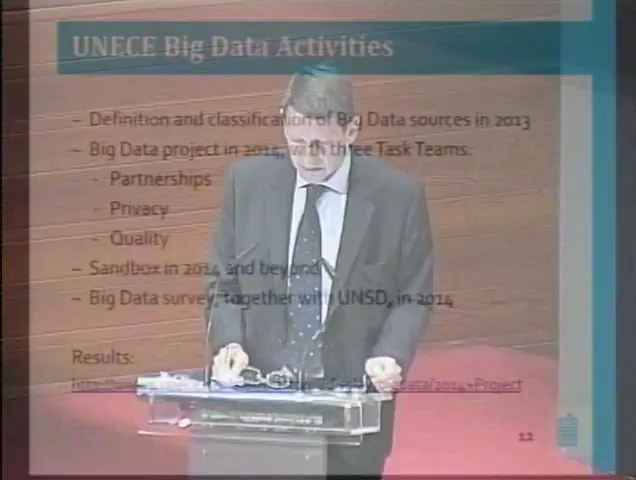 UNECE Big Data Activities
– Definition and classification of Big Data sources in 2013
– Big Data project in 2014, with three Task Teams:
- Partnerships
- Privacy
- Quality
– Sandbox in 2014 and beyond
– Big Data survey, together with UNSD, in 2014
Results:
data/2014+Project
12